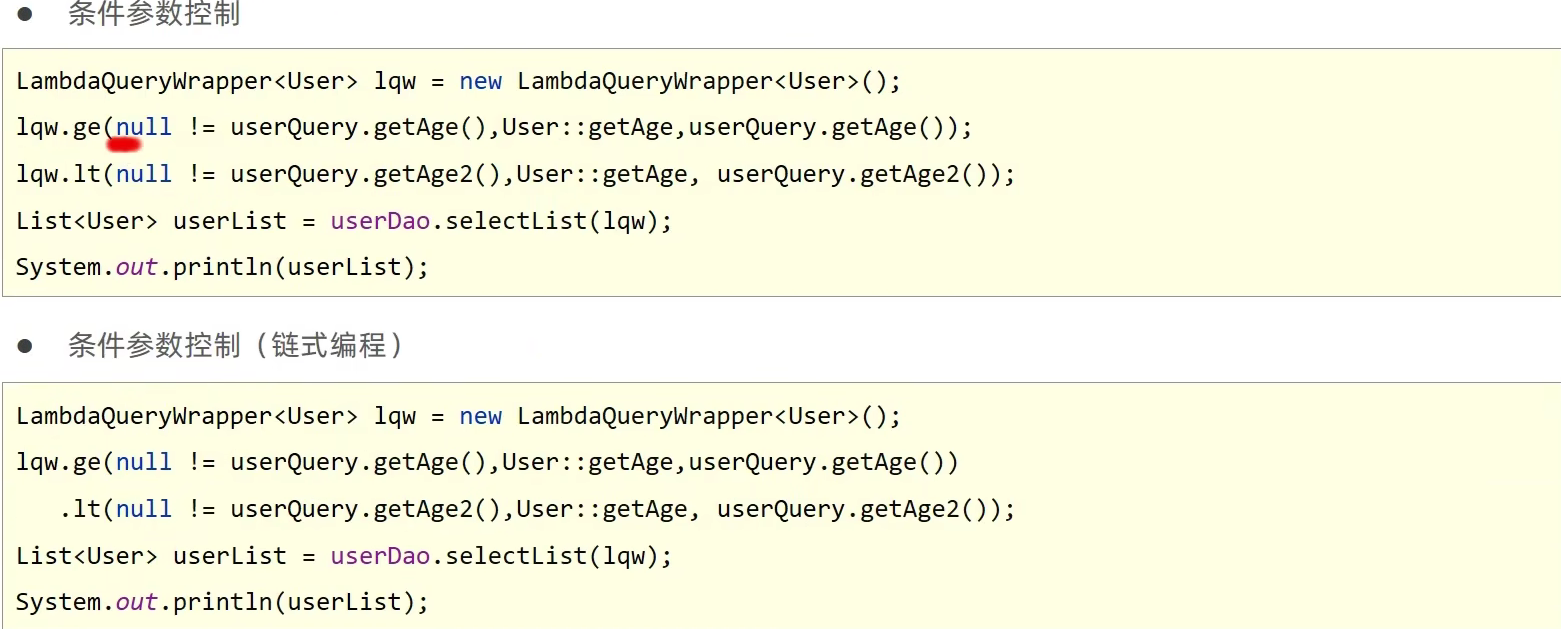 ● 条件参数控制
LambdaQueryWrapper<User> lqw = new LambdaQueryWrapper<User>();
lqw.ge(null != userQuery.getAge(),User::getAge,userQuery.getAge());
lqw.lt(null != userQuery.getAge2(),User::getAge, userQuery.getAge2());
List<User> userList = userDao.selectList(lqw);
System.out.println(userList);
● 条件参数控制（链式编程）
LambdaQueryWrapper<User> lqw = new LambdaQueryWrapper<User>();
lqw.ge(null != userQuery.getAge(),User::getAge,userQuery.getAge())
   .lt(null != userQuery.getAge2(),User::getAge, userQuery.getAge2());
List<User> userList = userDao.selectList(lqw);
System.out.println(userList);